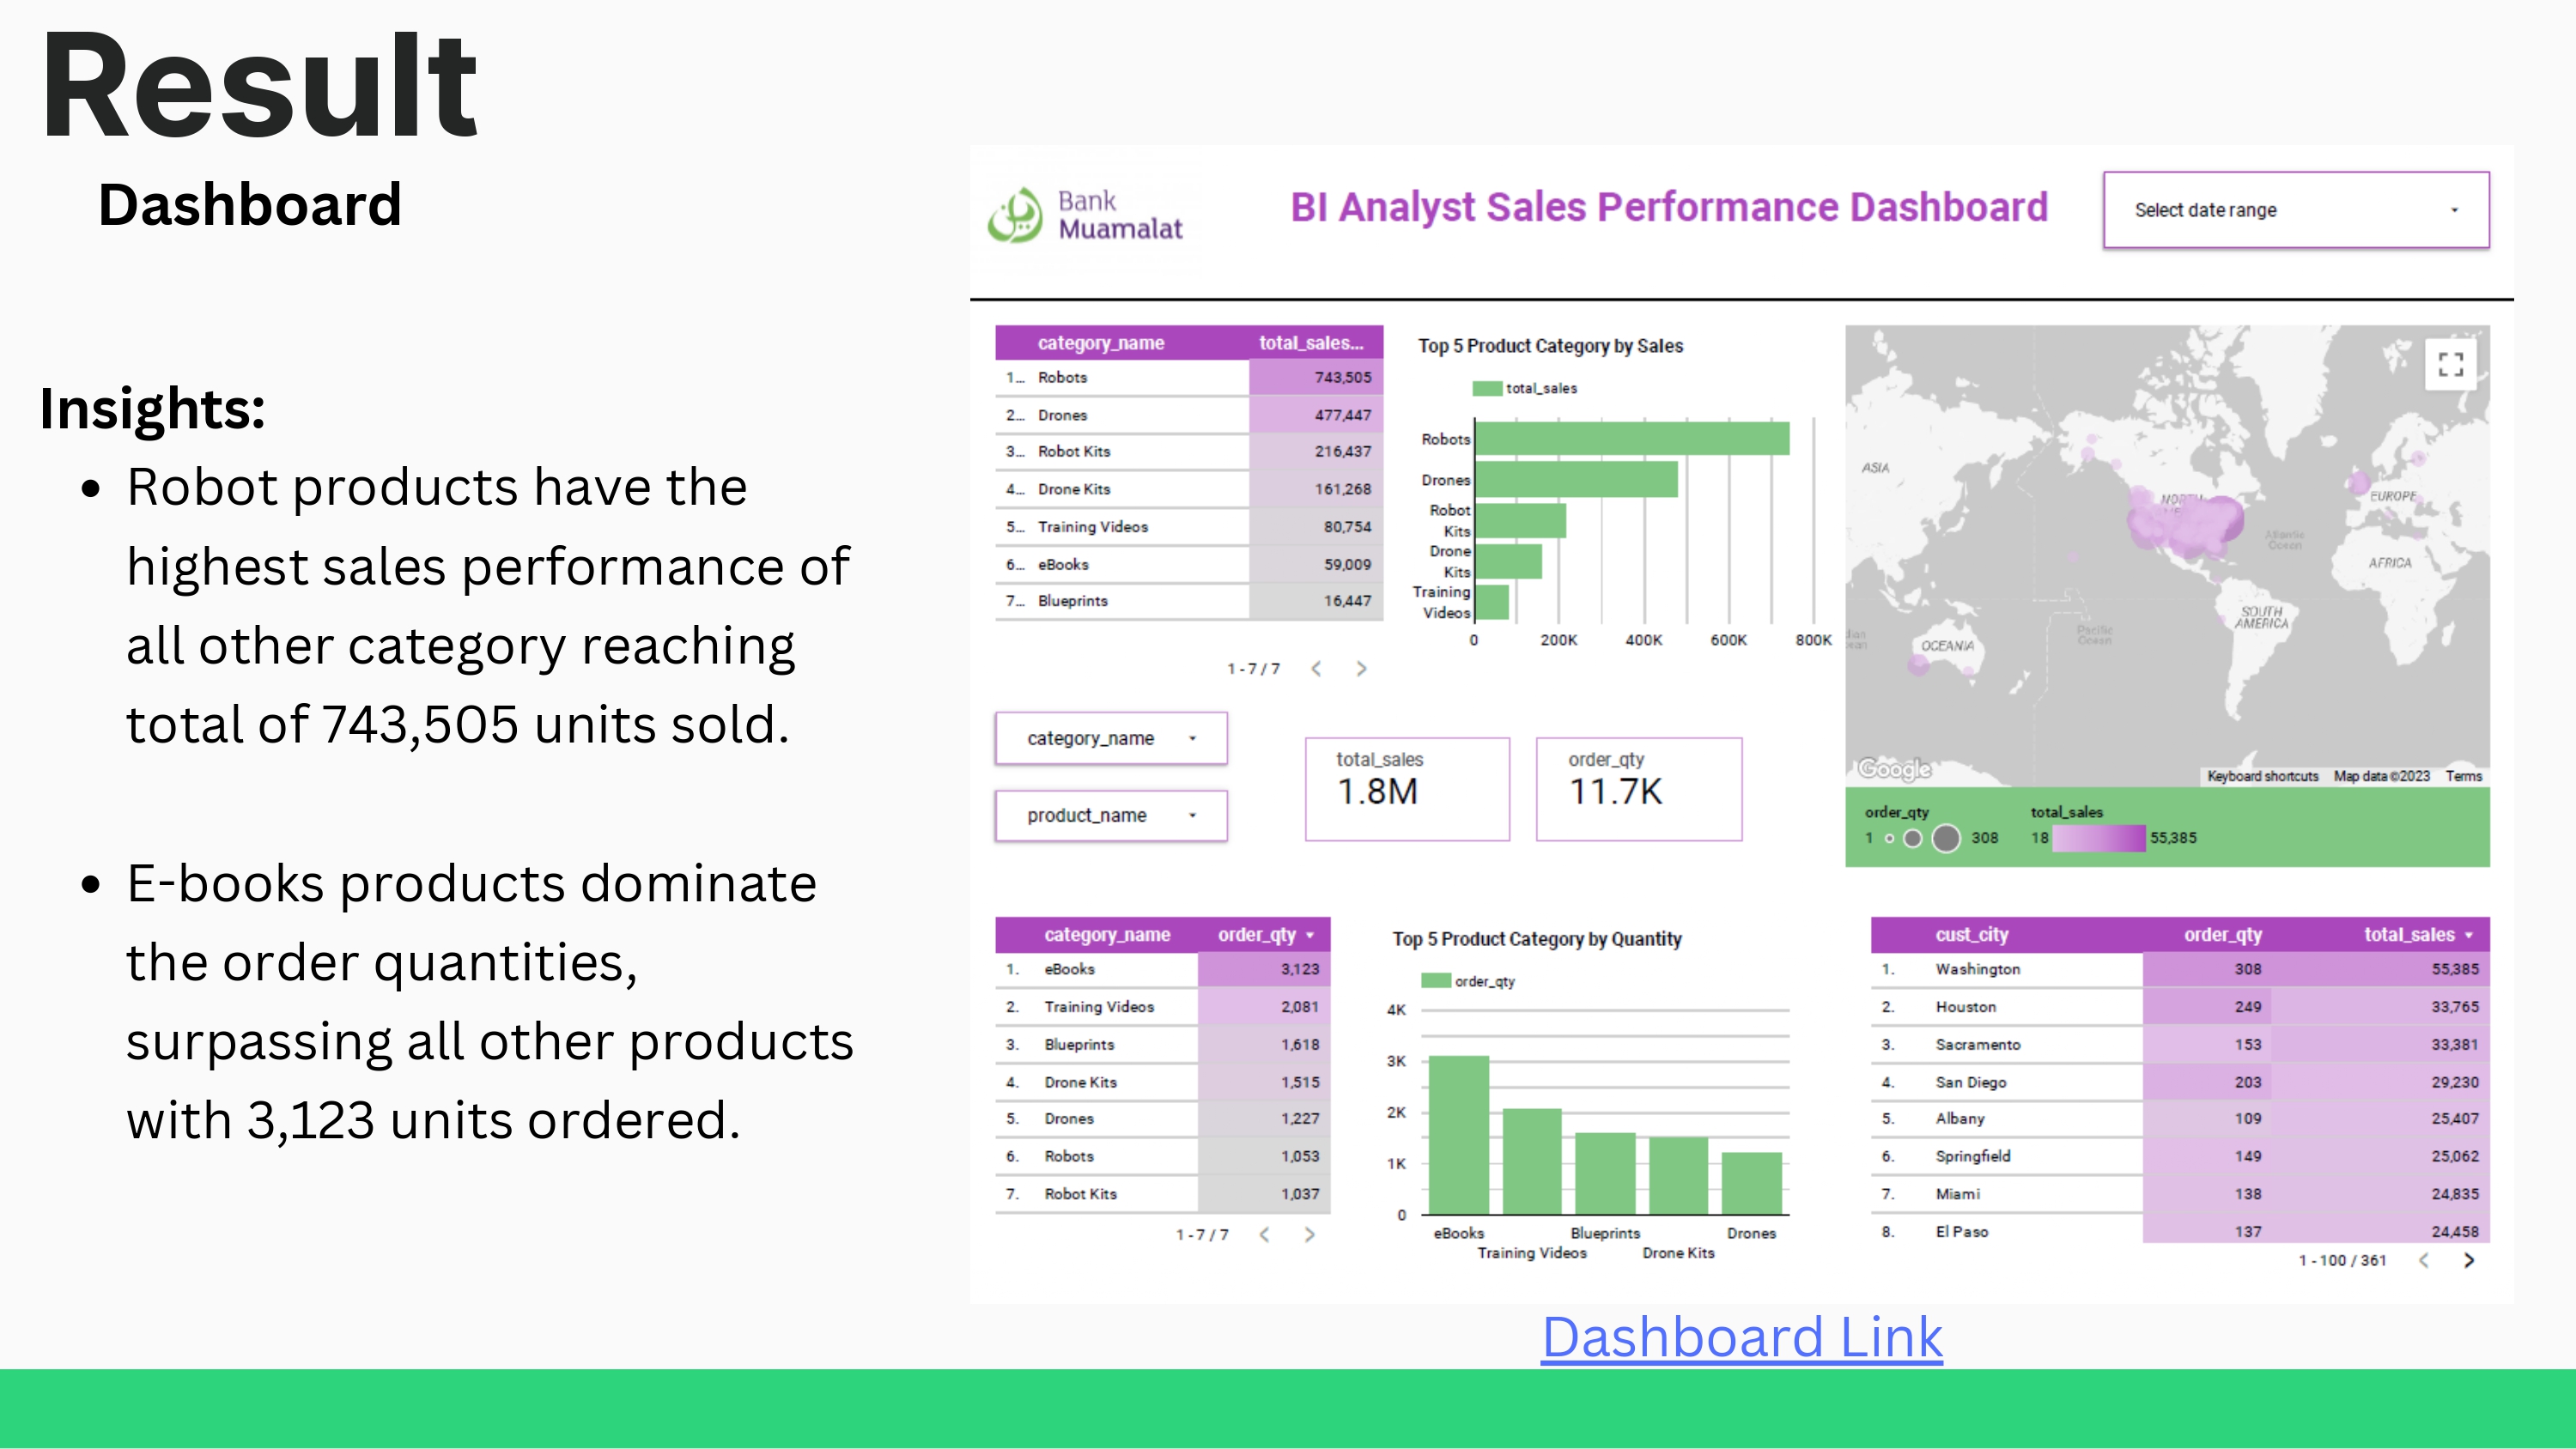 Result
Dashboard
Insights:
• Robot products have the
highest sales performance of
all other category reaching
total of 743,505 units sold.
• E-books products dominate
the order quantities,
surpassing all other products
with 3,123 units ordered.
Bank
Muamalat
BI Analyst Sales Performance Dashboard
Select date range
category_name total_sales...
1... Robots 743,505
2... Drones 477,447
3... Robot Kits 216,437
4... Drone Kits 161,268
5... Training Videos 80,754
6... eBooks 59,009
7... Blueprints 16,447
1 - 7 / 7
Top 5 Product Category by Sales
total_sales
Robots
Drones
Robot
Kits
Drone
Kits
Training
Videos
0 200K 400K 600K 800K
ASIA
EUROPE
Atlantic
Ocean
AFRICA
SOUTH
AMERICA
Pacific
Ocean
OCEANIA
Google
Keyboard shortcuts Map data ©2023 Terms
order_qty total_sales
1 308 18 55,385
category_name
product_name
total_sales
1.8M
order_qty
11.7K
category_name order_qty
1. eBooks 3,123
2. Training Videos 2,081
3. Blueprints 1,618
4. Drone Kits 1,515
5. Drones 1,227
6. Robots 1,053
7. Robot Kits 1,037
1 - 7 / 7
Top 5 Product Category by Quantity
order_qty
4K
3K
2K
1K
0
eBooks Blueprints Drones
Training Videos Drone Kits
cust_city order_qty total_sales
1. Washington 308 55,385
2. Houston 249 33,765
3. Sacramento 153 33,381
4. San Diego 203 29,230
5. Albany 109 25,407
6. Springfield 149 25,062
7. Miami 138 24,835
8. El Paso 137 24,458
1 - 100 / 361
Dashboard Link